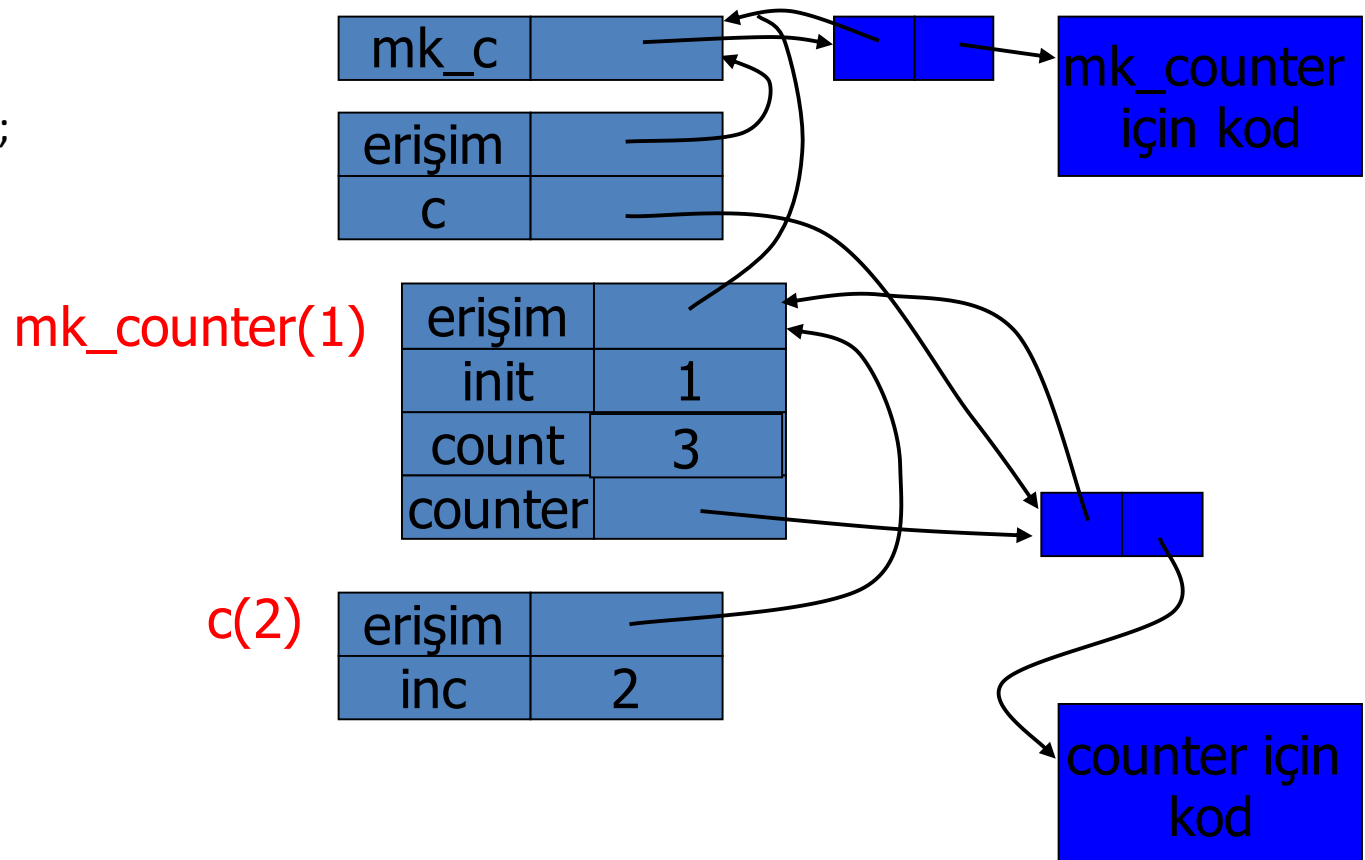 mk_c
mk_counter
için kod
;
erişim
c
mk_counter(1)
erişim
init 1
count 3
counter
c(2)
erişim
inc 2
counter için
kod